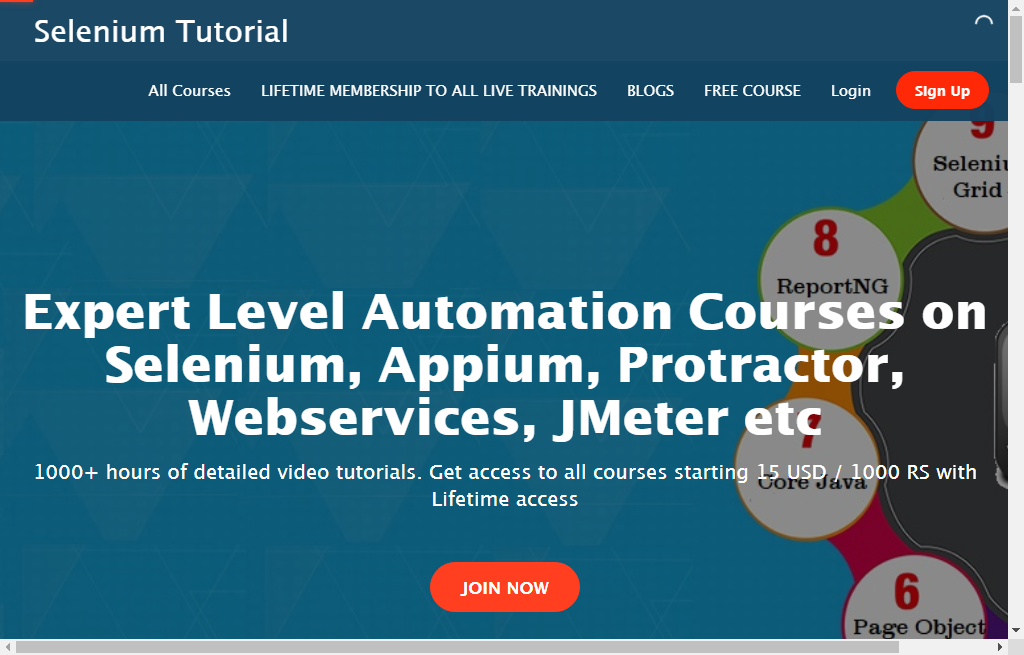 Selenium Tutorial
All Courses LIFETIME MEMBERSHIP TO ALL LIVE TRAININGS BLOGS FREE COURSE Login Sign Up
9
Grid
8
ReportNG
Expert Level Automation Courses on
Selenium, Appium, Protractor,
Webservices, JMeter etc
7
1000+ hours of detailed video tutorials. Get access to all courses starting 15 USD / 1000 RS with
Lifetime access
Core Java
JOIN NOW
6
Page Object